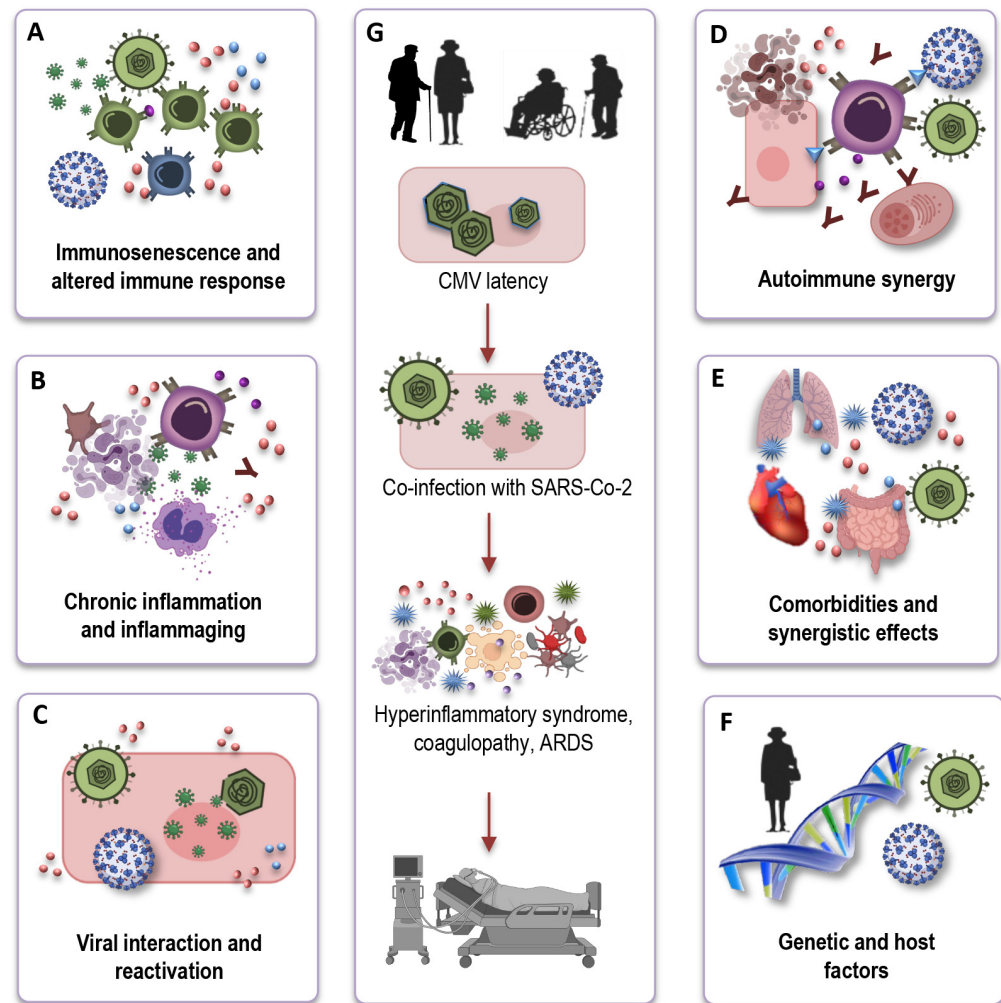 A
Immunosenescence and
altered immune response
B
Chronic inflammation
and inflammaging
C
Viral interaction and
reactivation
G
CMV latency
Co-infection with SARS-Co-2
Hyperinflammatory syndrome,
coagulopathy, ARDS
D
Autoimmune synergy
E
Comorbidities and
synergistic effects
F
Genetic and host
factors